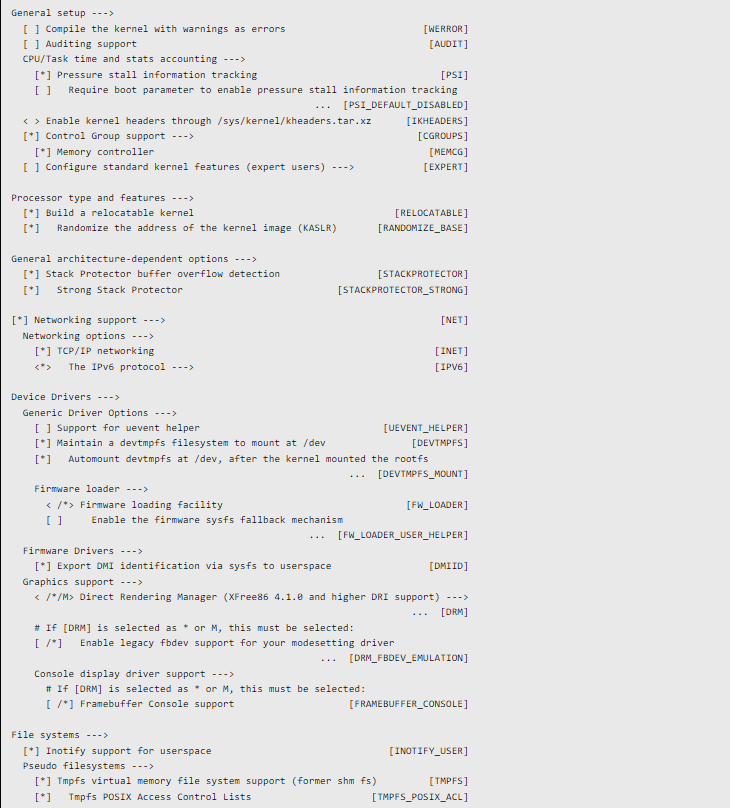 General setup --->
  [ ] Compile the kernel with warnings as errors                        [WERROR]
  [ ] Auditing support                                                   [AUDIT]
  CPU/Task time and stats accounting --->
    [*] Pressure stall information tracking                                [PSI]
    [ ]   Require boot parameter to enable pressure stall information tracking
                                                     ... [PSI_DEFAULT_DISABLED]
  < > Enable kernel headers through /sys/kernel/kheaders.tar.xz      [IKHEADERS]
  [*] Control Group support --->                                       [CGROUPS]
    [*] Memory controller                                                [MEMCG]
  [ ] Configure standard kernel features (expert users) --->            [EXPERT]

Processor type and features --->
  [*] Build a relocatable kernel                                   [RELOCATABLE]
  [*]   Randomize the address of the kernel image (KASLR)       [RANDOMIZE_BASE]

General architecture-dependent options --->
  [*] Stack Protector buffer overflow detection                 [STACKPROTECTOR]
  [*]   Strong Stack Protector                           [STACKPROTECTOR_STRONG]

[*] Networking support --->                                                [NET]
  Networking options --->
    [*] TCP/IP networking                                                 [INET]
    <*>   The IPv6 protocol --->                                          [IPV6]

Device Drivers --->
  Generic Driver Options --->
    [ ] Support for uevent helper                                [UEVENT_HELPER]
    [*] Maintain a devtmpfs filesystem to mount at /dev               [DEVTMPFS]
    [*]   Automount devtmpfs at /dev, after the kernel mounted the rootfs
                                                           ... [DEVTMPFS_MOUNT]
    Firmware loader --->
      < /*> Firmware loading facility                                [FW_LOADER]
      [ ]     Enable the firmware sysfs fallback mechanism
                                                    ... [FW_LOADER_USER_HELPER]
  Firmware Drivers --->
    [*] Export DMI identification via sysfs to userspace                 [DMIID]
  Graphics support --->
    < /*/M> Direct Rendering Manager (XFree86 4.1.0 and higher DRI support) --->
                                                                      ... [DRM]
    # If [DRM] is selected as * or M, this must be selected:
    [ /*]   Enable legacy fbdev support for your modesetting driver
                                                      ... [DRM_FBDEV_EMULATION]
    Console display driver support --->
      # If [DRM] is selected as * or M, this must be selected:
      [ /*] Framebuffer Console support                    [FRAMEBUFFER_CONSOLE]

File systems --->
  [*] Inotify support for userspace                               [INOTIFY_USER]
  Pseudo filesystems --->
    [*] Tmpfs virtual memory file system support (former shm fs)         [TMPFS]
    [*]   Tmpfs POSIX Access Control Lists                     [TMPFS_POSIX_ACL]